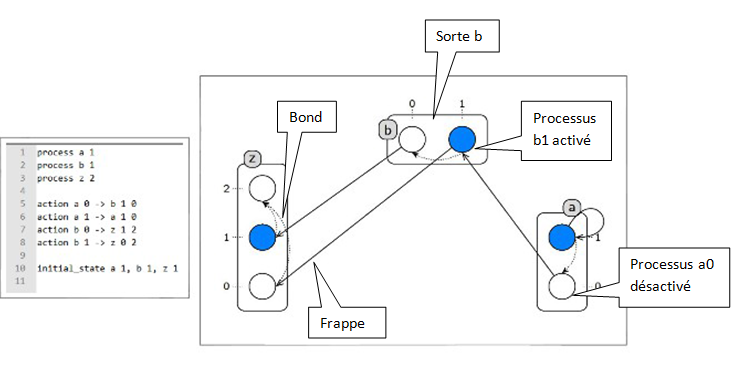 Sorte b
Bond
Processus
b1 activé
0 1
b
z
2
1
0
a
1
0
Processus a0
désactivé
Frappe
1 process a 1
2 process b 1
3 process z 2
4
5 action a 0 -> b 1 0
6 action a 1 -> a 1 0
7 action b 0 -> z 1 2
8 action b 1 -> z 0 2
9
10 initial_state a 1, b 1, z 1
11